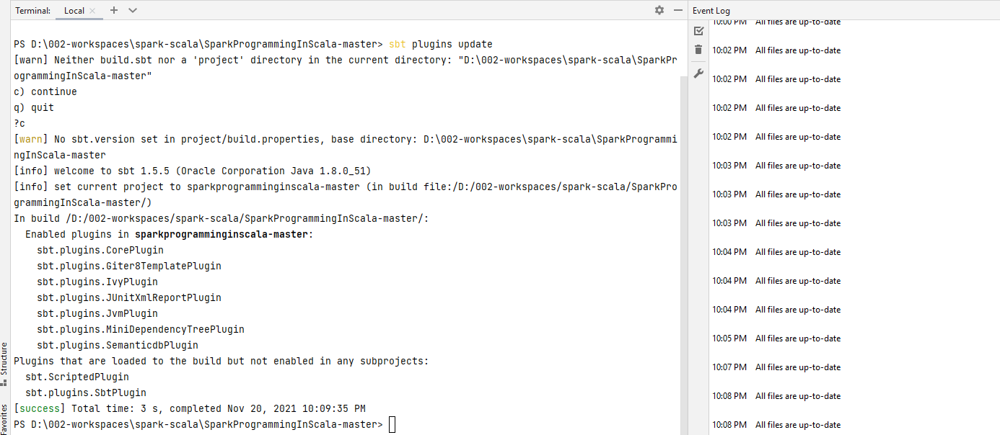 Terminal: Local × + 
Event Log
PS D:\002-workspaces\spark-scala\SparkProgrammingInScala-master> sbt plugins update
[warn] Neither build.sbt nor a 'project' directory in the current directory: "D:\002-workspaces\spark-scala\SparkPr
ogrammingInScala-master"
c) continue
q) quit
?c
[warn] No sbt.version set in project/build.properties, base directory: D:\002-workspaces\spark-scala\SparkProgrammi
ngInScala-master
[info] welcome to sbt 1.5.5 (Oracle Corporation Java 1.8.0_51)
[info] set current project to sparkprogramminginscala-master (in build file:/D:/002-workspaces/spark-scala/SparkPro
grammingInScala-master/)
In build /D:/002-workspaces/spark-scala/SparkProgrammingInScala-master/:
Enabled plugins in sparkprogramminginscala-master:
sbt.plugins.CorePlugin
sbt.plugins.Giter8TemplatePlugin
sbt.plugins.IvyPlugin
sbt.plugins.JUnitXmlReportPlugin
sbt.plugins.JvmPlugin
sbt.plugins.MiniDependencyTreePlugin
sbt.plugins.SemanticdbPlugin
Plugins that are loaded to the build but not enabled in any subprojects:
sbt.ScriptedPlugin
sbt.plugins.SbtPlugin
[success] Total time: 3 s, completed Nov 20, 2021 10:09:35 PM
PS D:\002-workspaces\spark-scala\SparkProgrammingInScala-master>
10:00 PM All files are up-to-date
10:02 PM All files are up-to-date
10:02 PM All files are up-to-date
10:02 PM All files are up-to-date
10:02 PM All files are up-to-date
10:03 PM All files are up-to-date
10:03 PM All files are up-to-date
10:03 PM All files are up-to-date
10:04 PM All files are up-to-date
10:04 PM All files are up-to-date
10:04 PM All files are up-to-date
10:05 PM All files are up-to-date
10:07 PM All files are up-to-date
10:08 PM All files are up-to-date
10:08 PM All files are up-to-date
Structure
Favorites